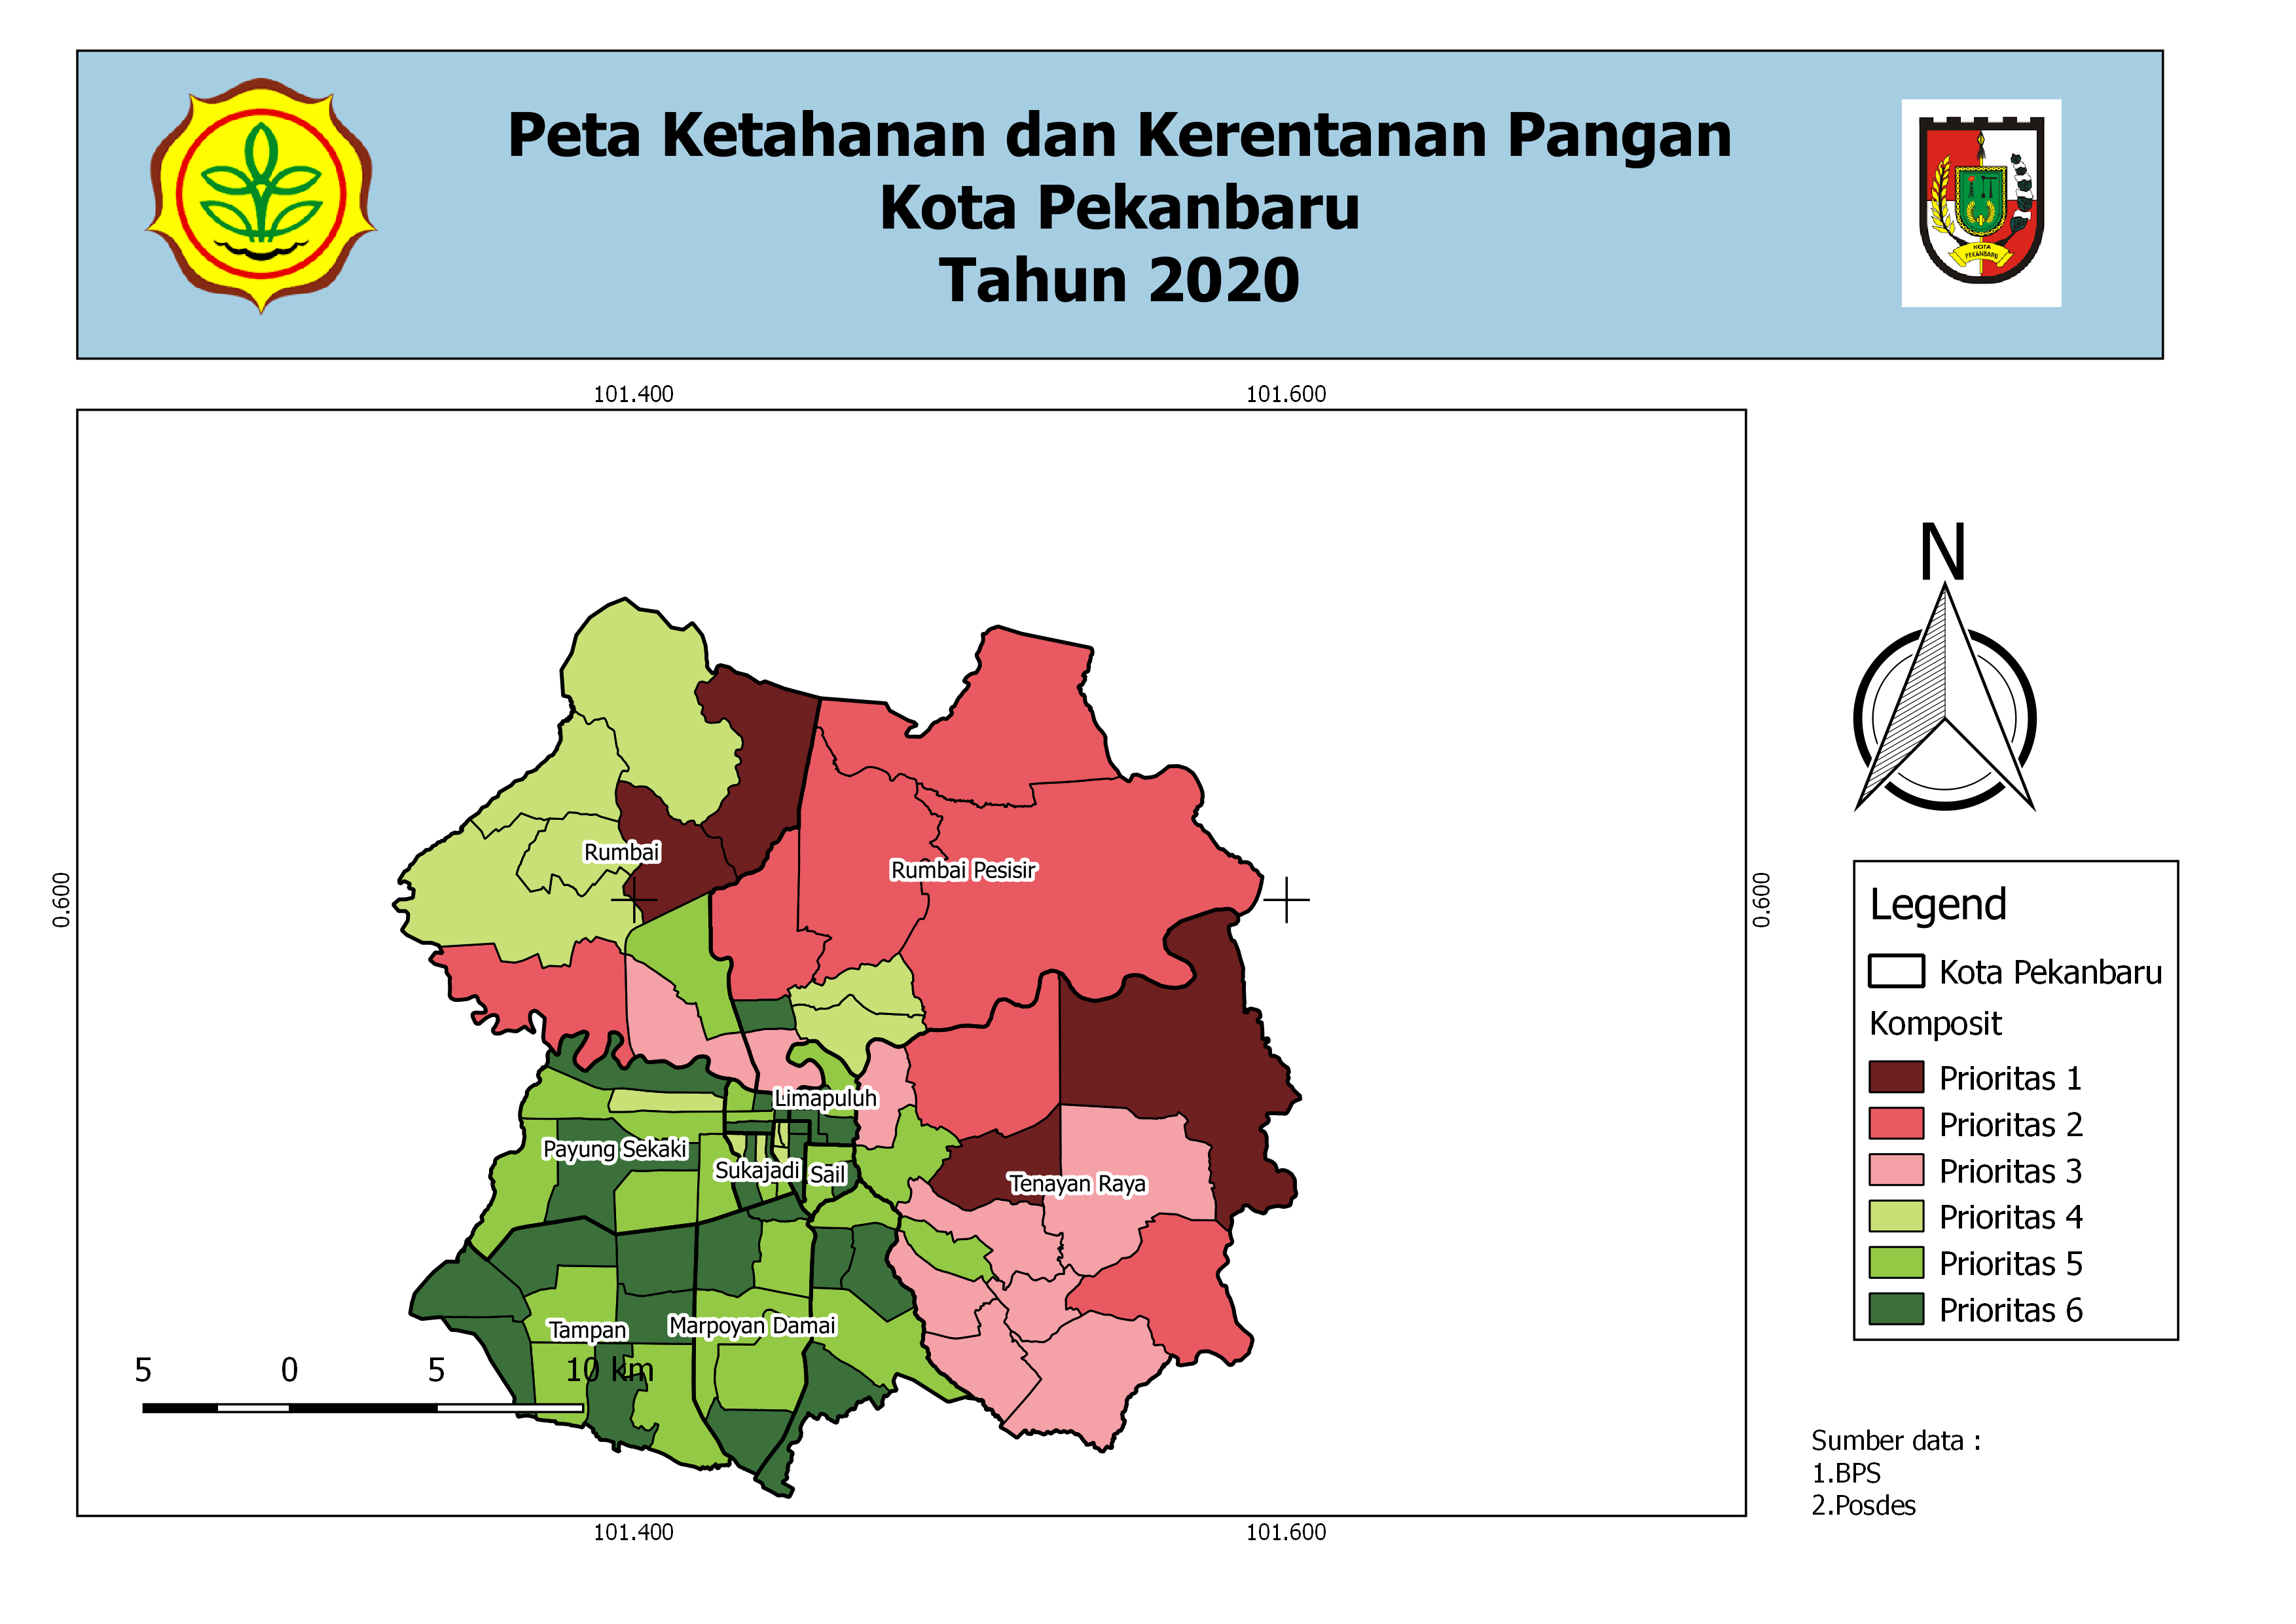 Peta Ketahanan dan Kerentanan Pangan
Kota Pekanbaru
Tahun 2020
KOTA
PEKANBARU
101.400
101.600
0.600
0.600
N
Rumbai
Rumbai Pesisir
Limapuluh
Payung Sekaki
Sukajadi
Sail
Tenayan Raya
Tampan
Marpoyan Damai
5 0 5 10 km
101.400
101.600
Legend
Kota Pekanbaru
Komposit
Prioritas 1
Prioritas 2
Prioritas 3
Prioritas 4
Prioritas 5
Prioritas 6
Sumber data :
1.BPS
2.Posdes